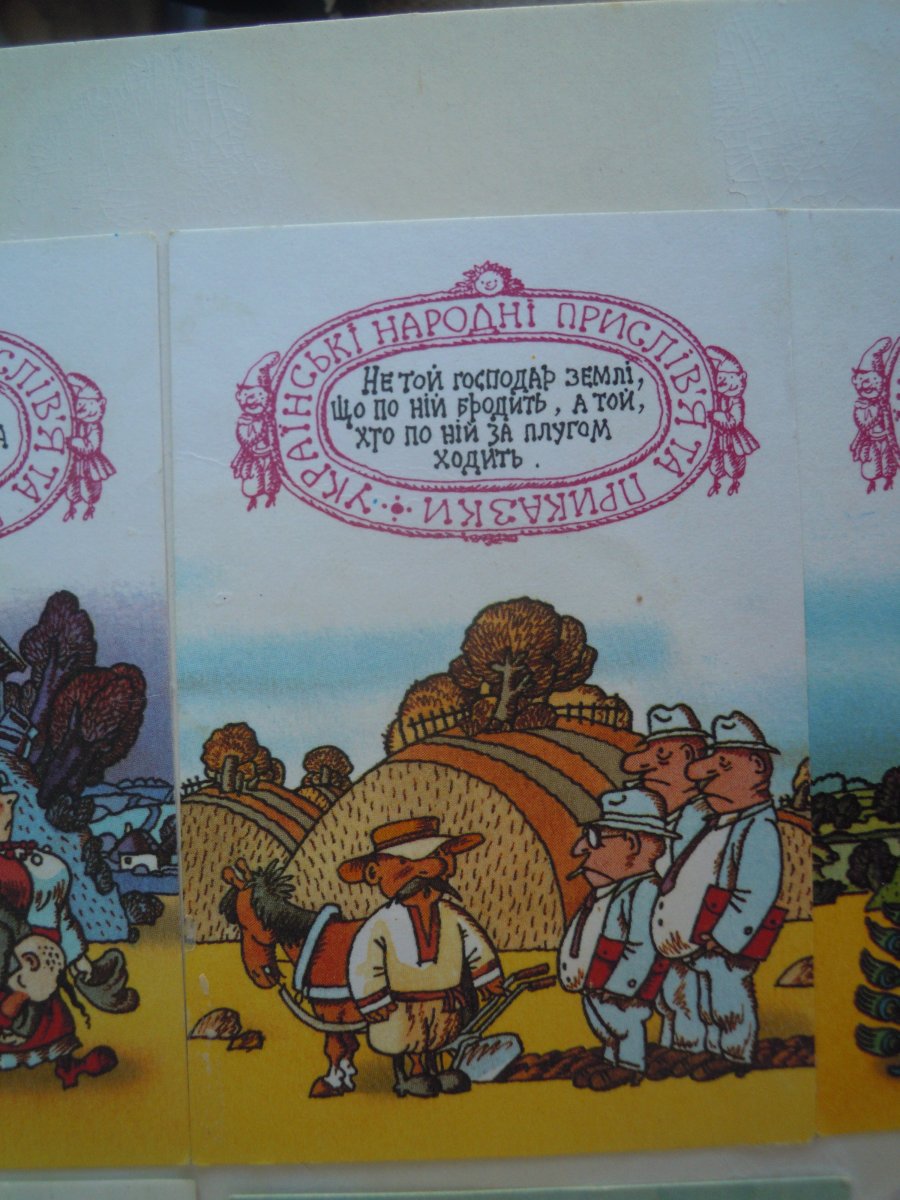 УКРАЇНСЬКІ НАРОДНІ ПРИСЛІВ'Я ТА ПРИКАЗКИ
Не той господар землі,
що по ній бродить, а той,
хто по ній за плугом
ходить.